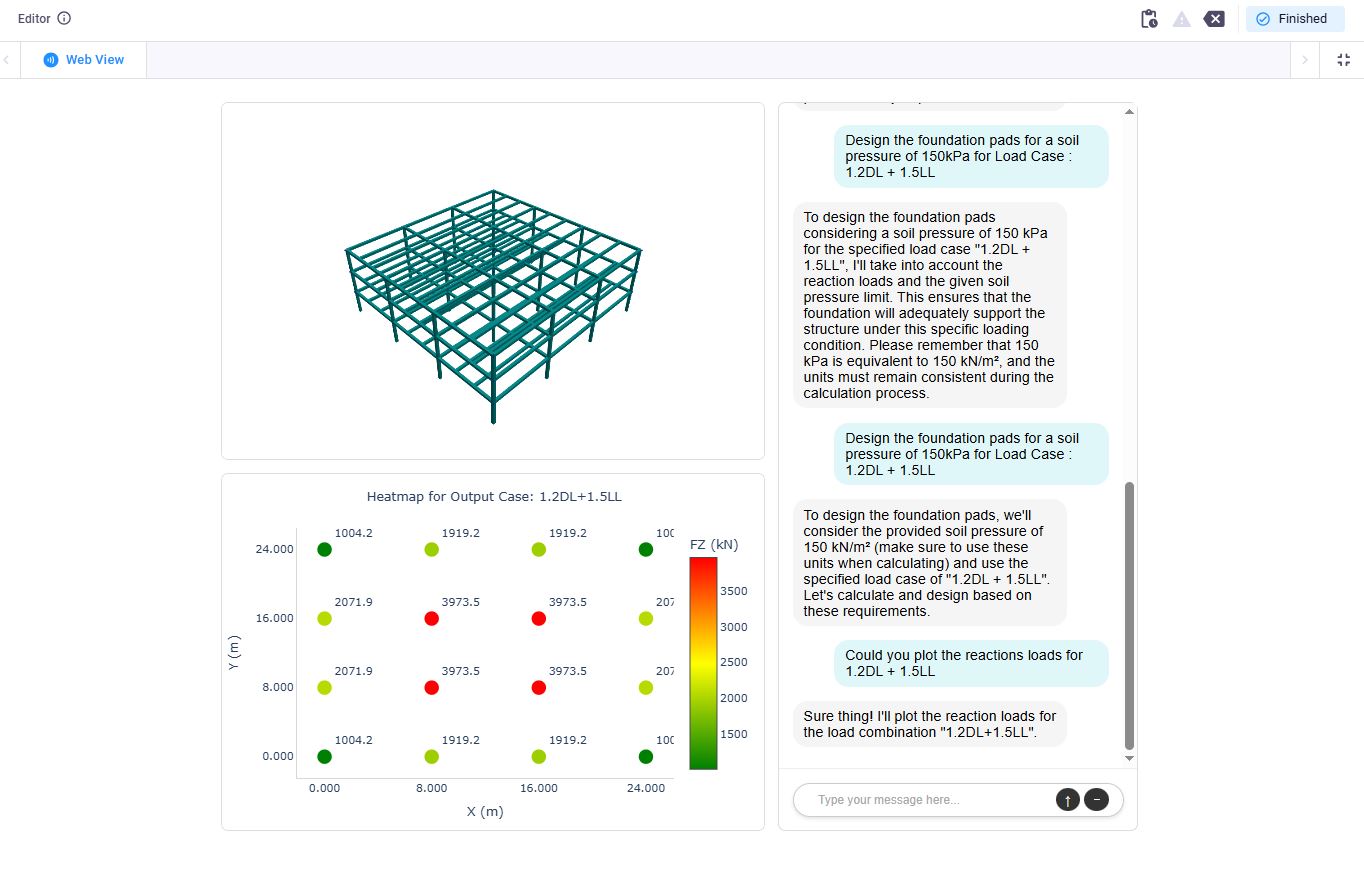 Editor
Finished
Web View
Design the foundation pads for a soil
pressure of 150kPa for Load Case :
1.2DL + 1.5LL
To design the foundation pads
considering a soil pressure of 150 kPa
for the specified load case "1.2DL +
1.5LL", I'll take into account the
reaction loads and the given soil
pressure limit. This ensures that the
foundation will adequately support the
structure under this specific loading
condition. Please remember that 150
kPa is equivalent to 150 kN/m², and the
units must remain consistent during the
calculation process.
Design the foundation pads for a soil
pressure of 150kPa for Load Case :
1.2DL + 1.5LL
To design the foundation pads, we'll
consider the provided soil pressure of
150 kN/m² (make sure to use these
units when calculating) and use the
specified load case of "1.2DL + 1.5LL".
Let's calculate and design based on
these requirements.
Could you plot the reactions loads for
1.2DL + 1.5LL
Sure thing! I'll plot the reaction loads for
the load combination "1.2DL+1.5LL".
Type your message here...
Heatmap for Output Case: 1.2DL+1.5LL
1004.2 1919.2 1919.2 100
24.000
2071.9 3973.5 3973.5 207
16.000
2071.9 3973.5 3973.5 207
8.000
1004.2 1919.2 1919.2 100
0.000
0.000 8.000 16.000 24.000
X (m)
Y (m)
FZ (kN)
3500
3000
2500
2000
1500